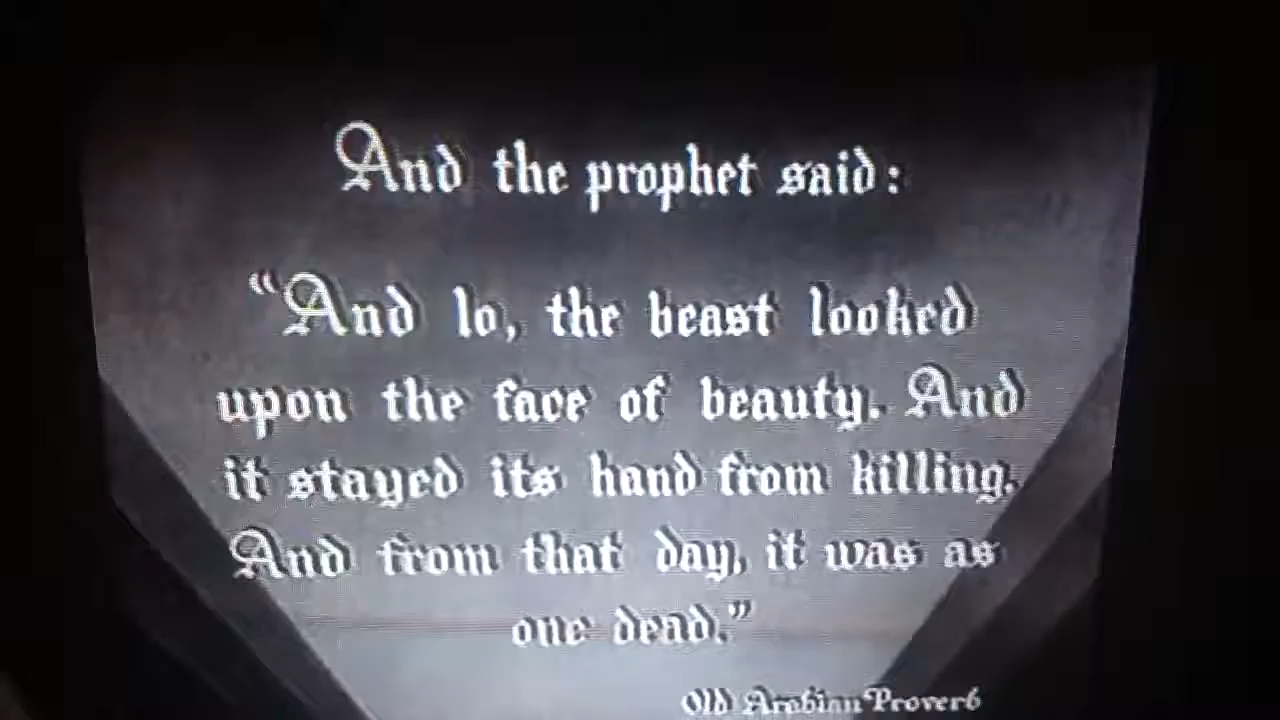 And the prophet said:
"And lo, the beast looked
upon the face of beauty. And
it stayed its hand from killing.
And from that day, it was as
one dead."
Old Arabian Proverb